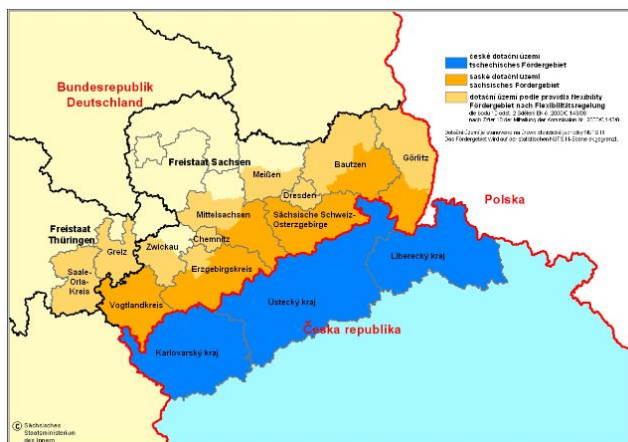 české dotační území
tschechisches Fördergebiet
saské dotační území
sächsisches Fördergebiet
dotační území podle pravidla flexibility
Fördergebiet nach Flexibilitätsregelung
Bundesrepublik
Deutschland
Freistaat Sachsen
Meißen
Bautzen
Görlitz
Dresden
Polska
Mittelsachsen
Sächsische Schweiz-
Osterzgebirge
Freistaat
Thüringen
Greiz
Zwickau
Chemnitz
Erzgebirgskreis
Saale-
Orla-
Kreis
Vogtlandkreis
Liberecký kraj
Ústecký kraj
Česka republika
Karlovarský kraj
© Sächsisches
Staatsministerium
des Innern